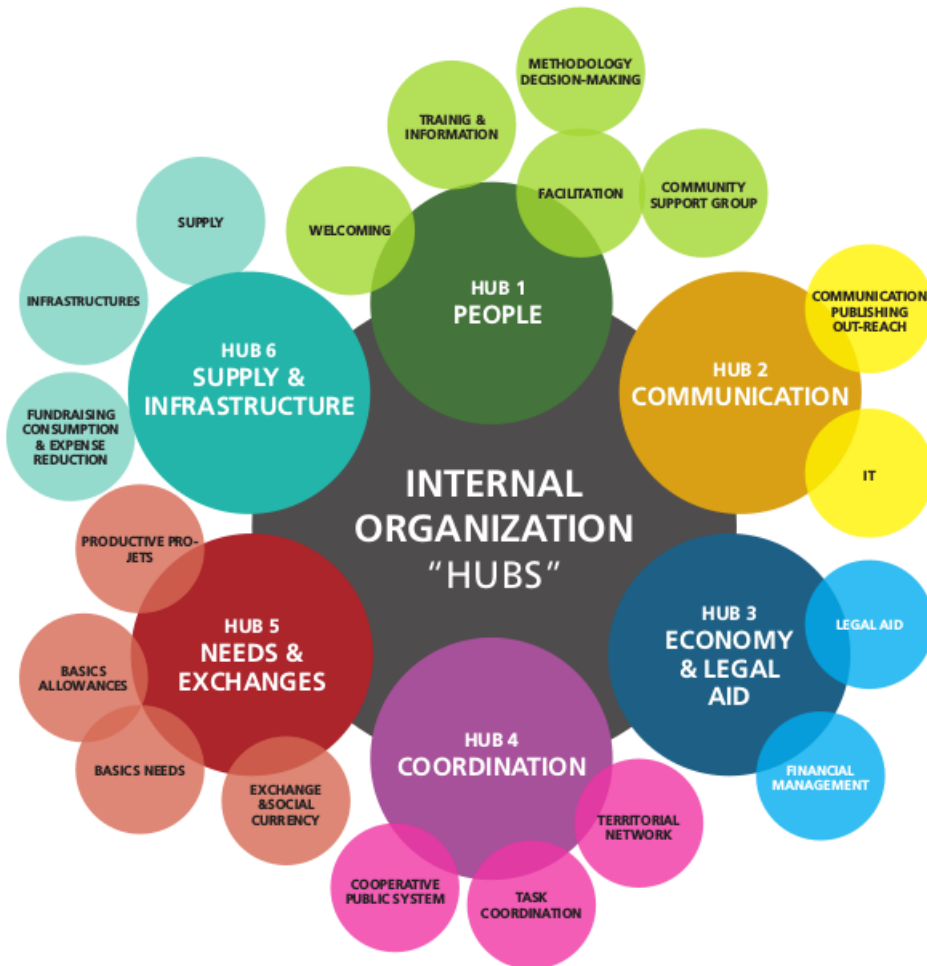 METHODOLOGY
DECISION-MAKING
TRAINIG &
INFORMATION
FACILITATION
COMMUNITY
SUPPORT GROUP
WELCOMING
SUPPLY
INFRASTRUCTURES
FUNDRAISING
CONSUMPTION
& EXPENSE
REDUCTION
HUB 1
PEOPLE
HUB 6
SUPPLY &
INFRASTRUCTURE
HUB 2
COMMUNICATION
COMMUNICATION
PUBLISHING
OUT-REACH
IT
INTERNAL
ORGANIZATION
“HUBS”
PRODUCTIVE PRO-
JETS
HUB 5
NEEDS &
EXCHANGES
BASICS
ALLOWANCES
BASICS NEEDS
EXCHANGE
&SOCIAL
CURRENCY
HUB 3
ECONOMY
& LEGAL
AID
LEGAL AID
FINANCIAL
MANAGEMENT
HUB 4
COORDINATION
TERRITORIAL
NETWORK
COOPERATIVE
PUBLIC SYSTEM
TASK
COORDINATION